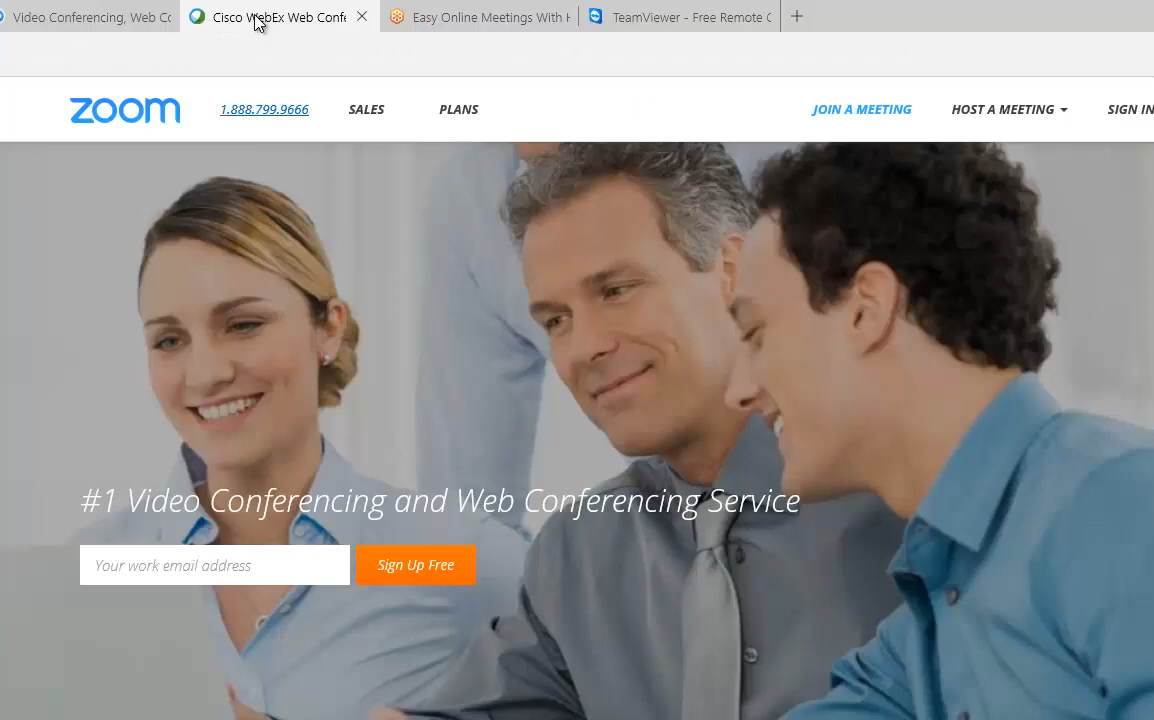 Video Conferencing, Web Co
Cisco WebEx Web Confe
Easy Online Meetings With
TeamViewer - Free Remote C
zoom
1.888.799.9666
SALES
PLANS
JOIN A MEETING
HOST A MEETING
SIGN IN
#1 Video Conferencing and Web Conferencing Service
Your work email address
Sign Up Free